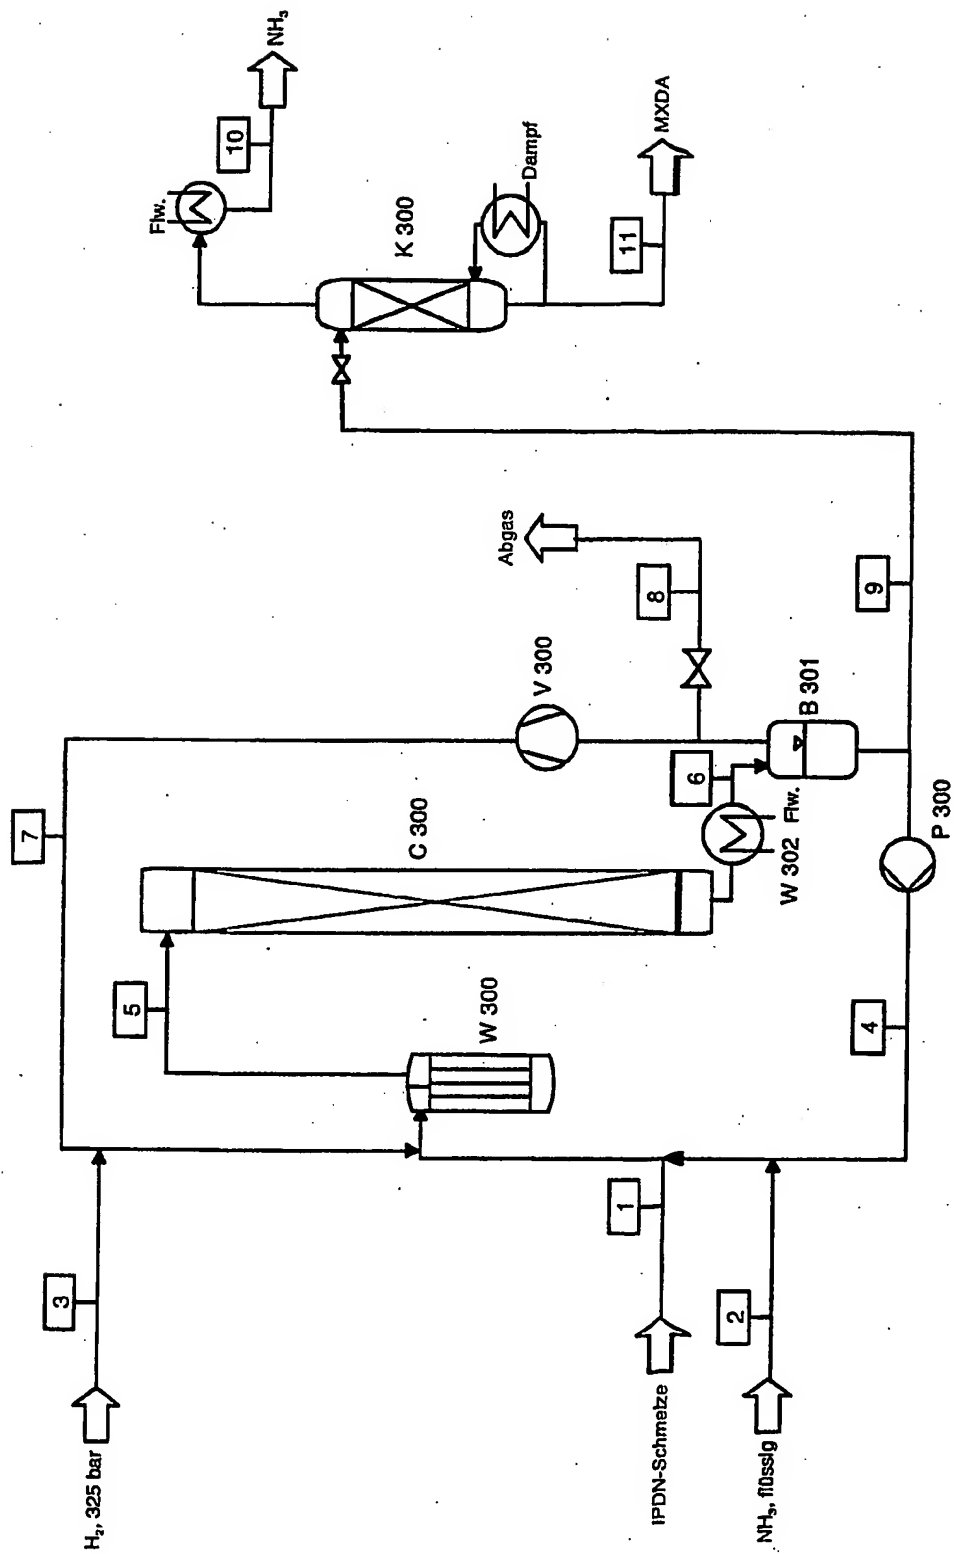 H₂, 325 bar
3
7
IPDN-Schmelze
1
NH₃, flüssig
2
4
5
W 300
C 300
W 302
Flw.
6
B 301
P 300
V 300
8
Abgas
9
K 300
Flw.
10
NH₃
Dampf
11
MXDA